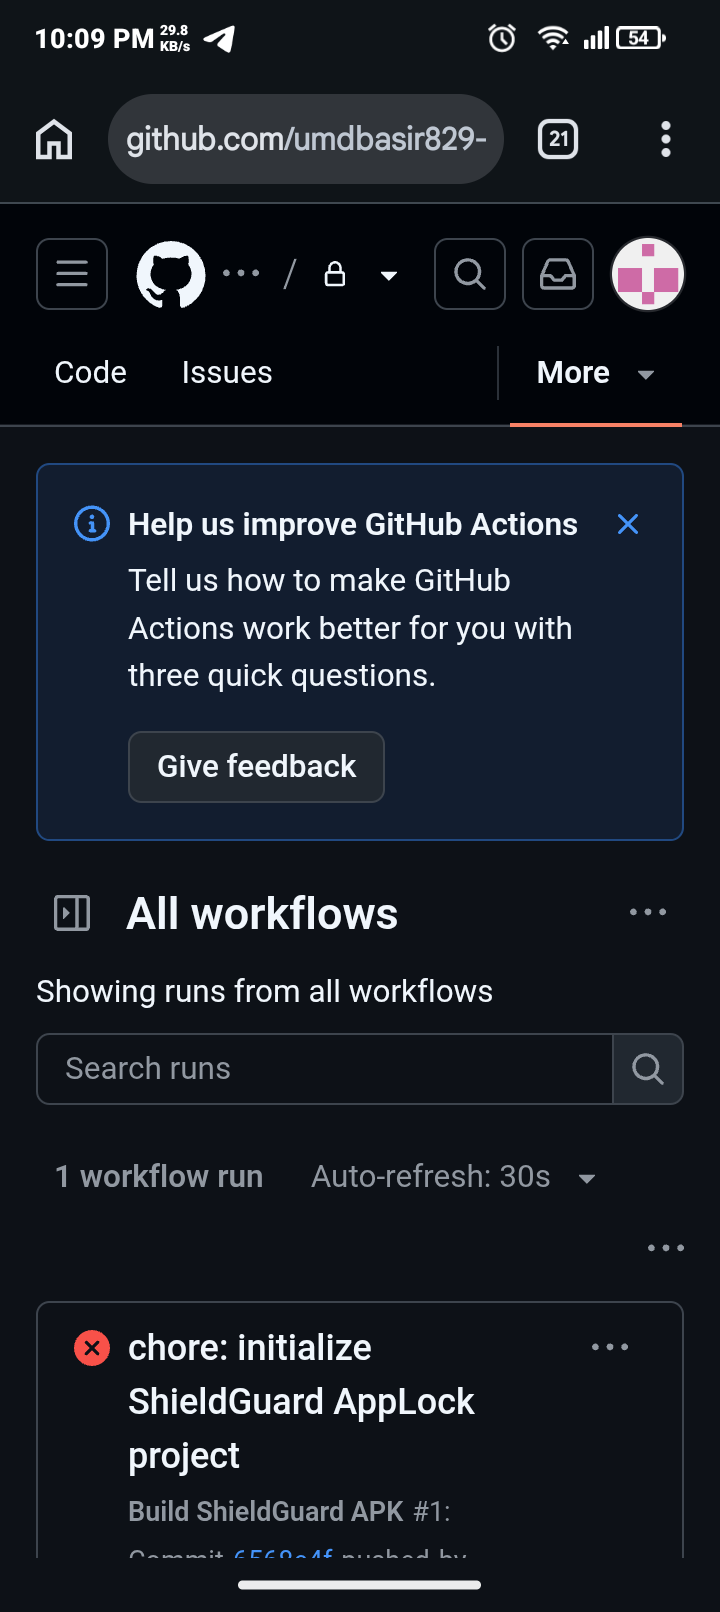 10:09 PM 29.8 KB/s 54
github.com/umdbasir829- 21
/
Code Issues More
Help us improve GitHub Actions
Tell us how to make GitHub
Actions work better for you with
three quick questions.
Give feedback
All workflows
Showing runs from all workflows
Search runs
1 workflow run Auto-refresh: 30s
chore: initialize
ShieldGuard AppLock
project
Build ShieldGuard APK #1:
Commit pushed by